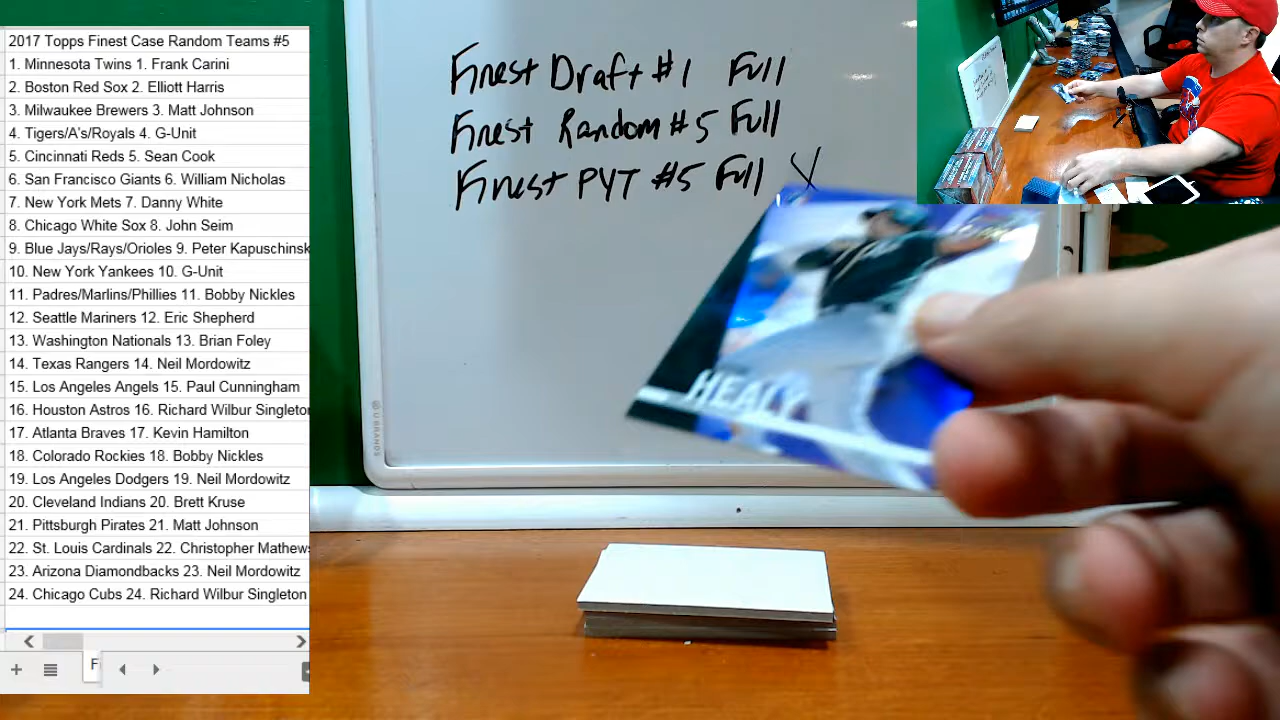 2017 Topps Finest Case Random Teams #5
1. Minnesota Twins 1. Frank Carini
2. Boston Red Sox 2. Elliott Harris
3. Milwaukee Brewers 3. Matt Johnson
4. Tigers/A's/Royals 4. G-Unit
5. Cincinnati Reds 5. Sean Cook
6. San Francisco Giants 6. William Nicholas
7. New York Mets 7. Danny White
8. Chicago White Sox 8. John Seim
9. Blue Jays/Rays/Orioles 9. Peter Kapuschinsk
10. New York Yankees 10. G-Unit
11. Padres/Marlins/Phillies 11. Bobby Nickles
12. Seattle Mariners 12. Eric Shepherd
13. Washington Nationals 13. Brian Foley
14. Texas Rangers 14. Neil Mordowitz
15. Los Angeles Angels 15. Paul Cunningham
16. Houston Astros 16. Richard Wilbur Singleton
17. Atlanta Braves 17. Kevin Hamilton
18. Colorado Rockies 18. Bobby Nickles
19. Los Angeles Dodgers 19. Neil Mordowitz
20. Cleveland Indians 20. Brett Kruse
21. Pittsburgh Pirates 21. Matt Johnson
22. St. Louis Cardinals 22. Christopher Mathews
23. Arizona Diamondbacks 23. Neil Mordowitz
24. Chicago Cubs 24. Richard Wilbur Singleton
F
Finest Draft #1 Full
Finest Random #5 Full
Finest PYT #5 Full
HEALY
U BRANDS